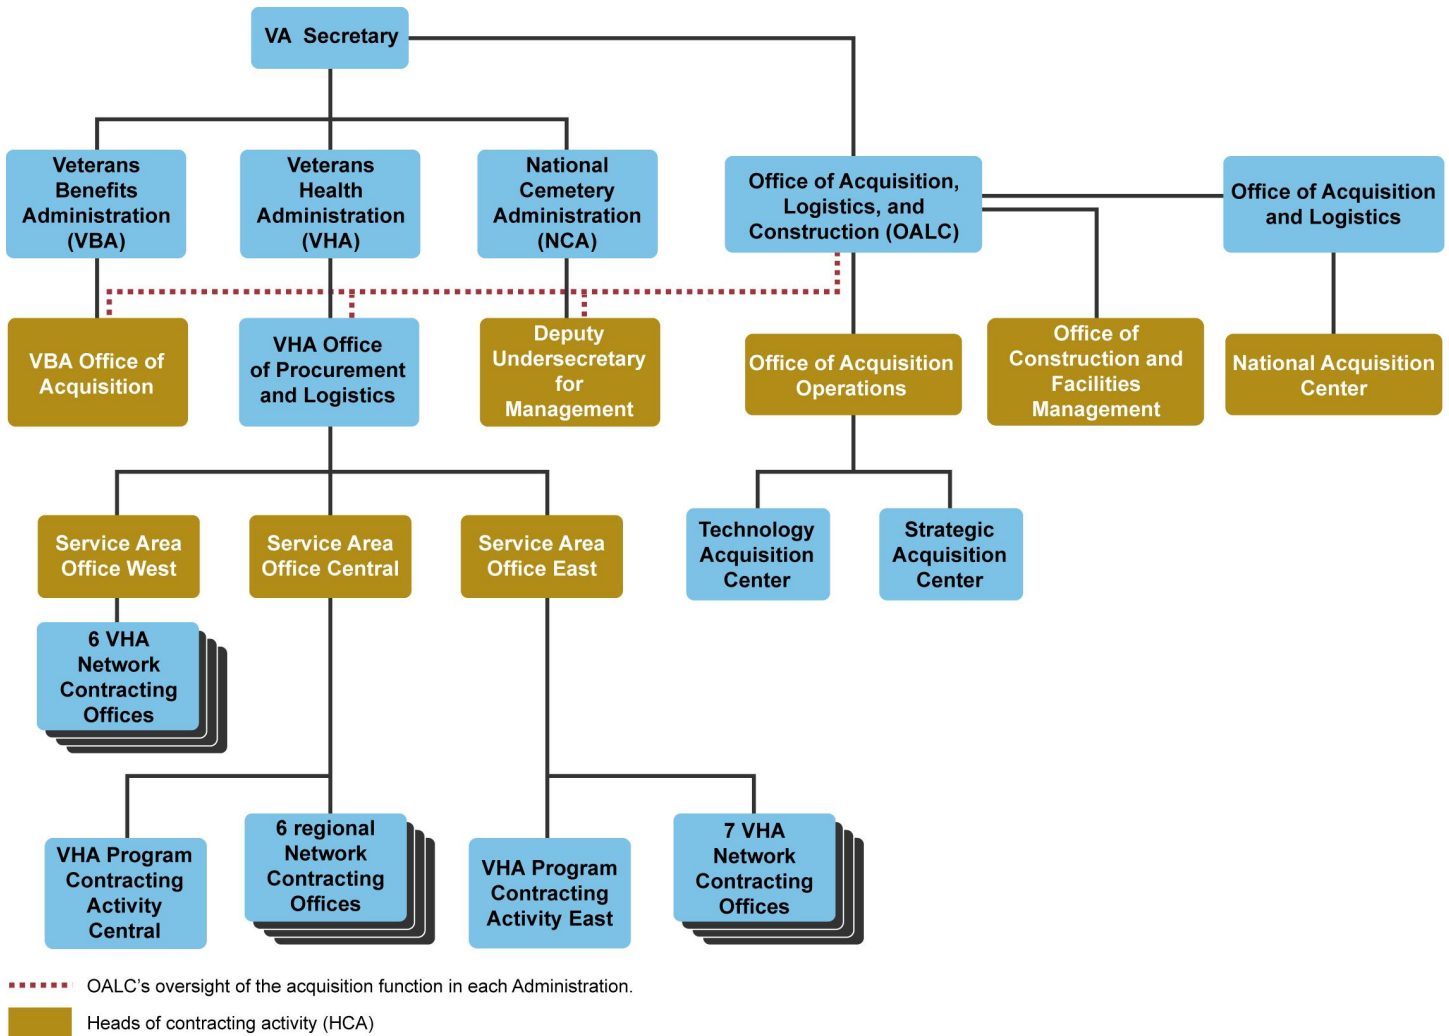 VA Secretary
Veterans
Benefits
Administration
(VBA)
Veterans
Health
Administration
(VHA)
National
Cemetery
Administration
(NCA)
Office of Acquisition,
Logistics, and
Construction (OALC)
Office of Acquisition
and Logistics
VBA Office of
Acquisition
VHA Office
of Procurement
and Logistics
Deputy
Undersecretary
for
Management
Office of Acquisition
Operations
Office of
Construction and
Facilities
Management
National Acquisition
Center
Service Area
Office West
Service Area
Office Central
Service Area
Office East
Technology
Acquisition
Center
Strategic
Acquisition
Center
6 VHA
Network
Contracting
Offices
VHA Program
Contracting
Activity
Central
6 regional
Network
Contracting
Offices
VHA Program
Contracting
Activity East
7 VHA
Network
Contracting
Offices
OALC's oversight of the acquisition function in each Administration.
Heads of contracting activity (HCA)